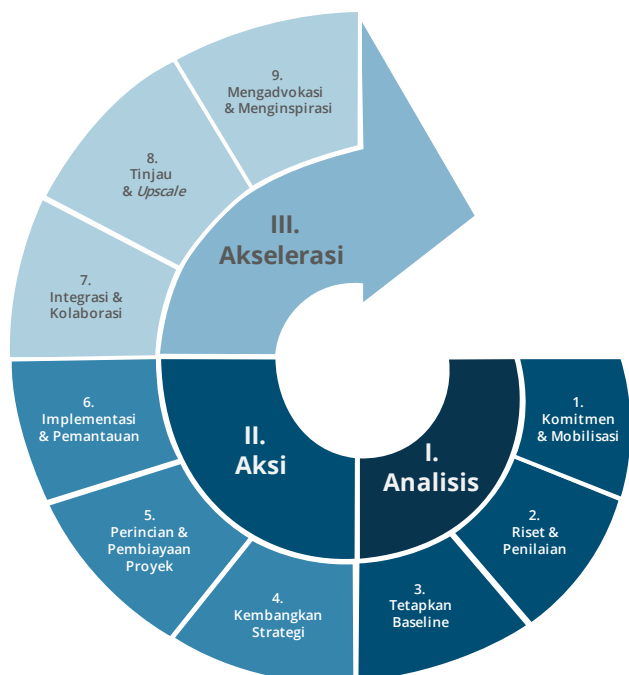 I.
Analisis
1.
Komitmen
& Mobilisasi
2.
Riset &
Penilaian
3.
Tetapkan
Baseline
II.
Aksi
4.
Kembangkan
Strategi
5.
Perincian &
Pembiayaan
Proyek
6.
Implementasi
& Pemantauan
III.
Akselerasi
7.
Integrasi &
Kolaborasi
8.
Tinjau
& Upscale
9.
Mengadvokasi
& Menginspirasi